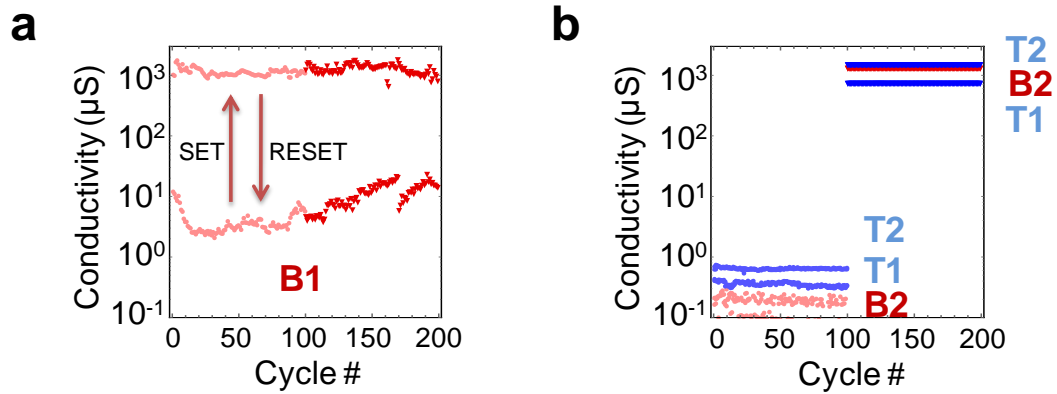 a
Conductivity (µS)
10³
10²
10¹
10⁰
10⁻¹
SET
RESET
B1
0 50 100 150 200
Cycle #
b
Conductivity (µS)
10³
10²
10¹
10⁰
10⁻¹
T2
B2
T1
T2
T1
B2
0 50 100 150 200
Cycle #